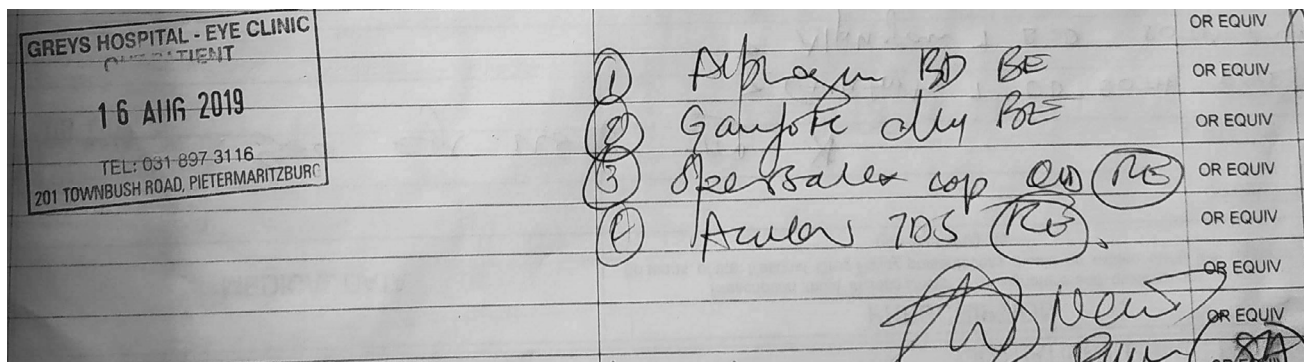 GREYS HOSPITAL - EYE CLINIC
OUTPATIENT
16 AUG 2019
TEL: 031 897 3116
201 TOWNBUSH ROAD, PIETERMARITZBURG
OR EQUIV
① Alphagan BD BE OR EQUIV
② Ganfort dly BE OR EQUIV
③ Spersallex cop QID RE OR EQUIV
④ Acular TDS RE. OR EQUIV
OR EQUIV
New OR EQUIV